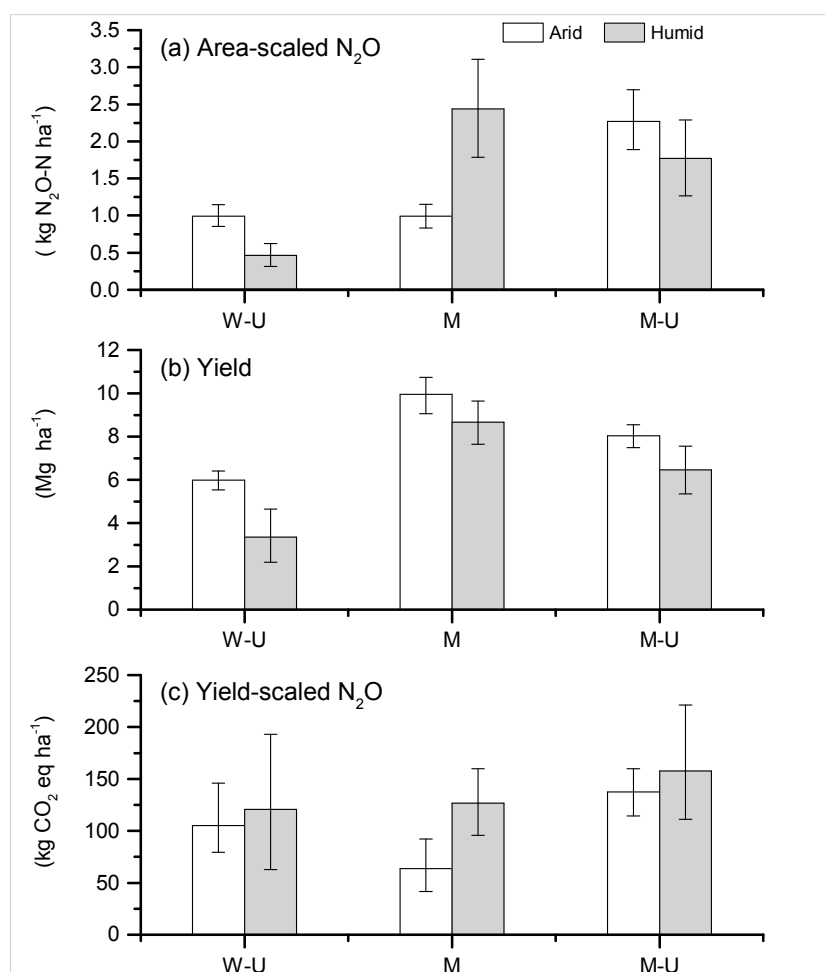 (a) Area-scaled N₂O
Arid
Humid
( kg N₂O-N ha⁻¹)
3.5
3.0
2.5
2.0
1.5
1.0
0.5
0.0
W-U
M
M-U
(b) Yield
(Mg ha⁻¹)
10
8
6
4
2
0
W-U
M
M-U
(c) Yield-scaled N₂O
(kg CO₂ eq ha⁻¹)
250
200
150
100
50
0
W-U
M
M-U